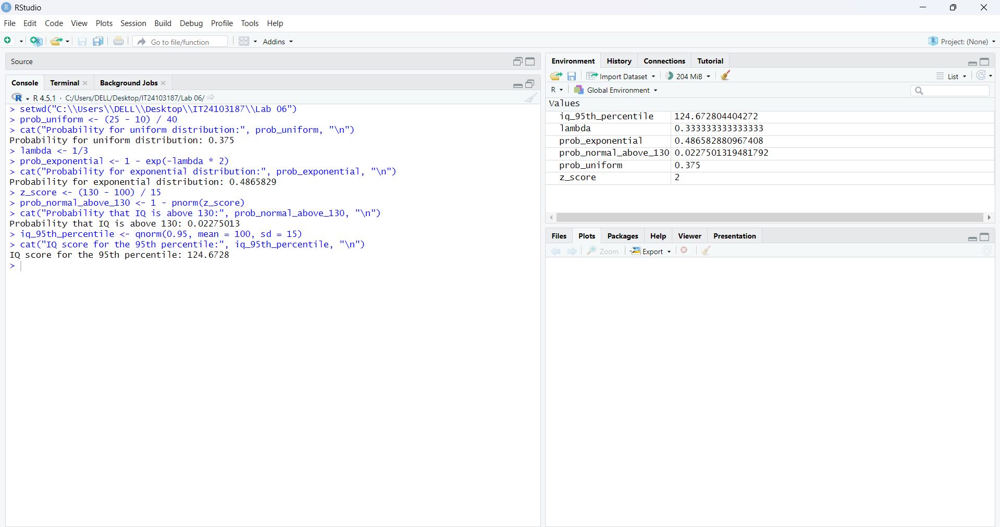 RStudio
File Edit Code View Plots Session Build Debug Profile Tools Help
Go to file/function Addins Project: (None)
Source
Console Terminal Background Jobs
R 4.5.1 · C:/Users/DELL/Desktop/IT24103187/Lab 06/
> setwd("C:\\Users\\DELL\\Desktop\\IT24103187\\Lab 06")
> prob_uniform <- (25 - 10) / 40
> cat("Probability for uniform distribution:", prob_uniform, "\n")
Probability for uniform distribution: 0.375
> lambda <- 1/3
> prob_exponential <- 1 - exp(-lambda * 2)
> cat("Probability for exponential distribution:", prob_exponential, "\n")
Probability for exponential distribution: 0.4865829
> z_score <- (130 - 100) / 15
> prob_normal_above_130 <- 1 - pnorm(z_score)
> cat("Probability that IQ is above 130:", prob_normal_above_130, "\n")
Probability that IQ is above 130: 0.02275013
> iq_95th_percentile <- qnorm(0.95, mean = 100, sd = 15)
> cat("IQ score for the 95th percentile:", iq_95th_percentile, "\n")
IQ score for the 95th percentile: 124.6728
>
Environment History Connections Tutorial
Import Dataset 204 MiB List
R Global Environment
Values
iq_95th_percentile 124.672804404272
lambda 0.333333333333333
prob_exponential 0.486582880967408
prob_normal_above_130 0.0227501319481792
prob_uniform 0.375
z_score 2
Files Plots Packages Help Viewer Presentation
Zoom Export